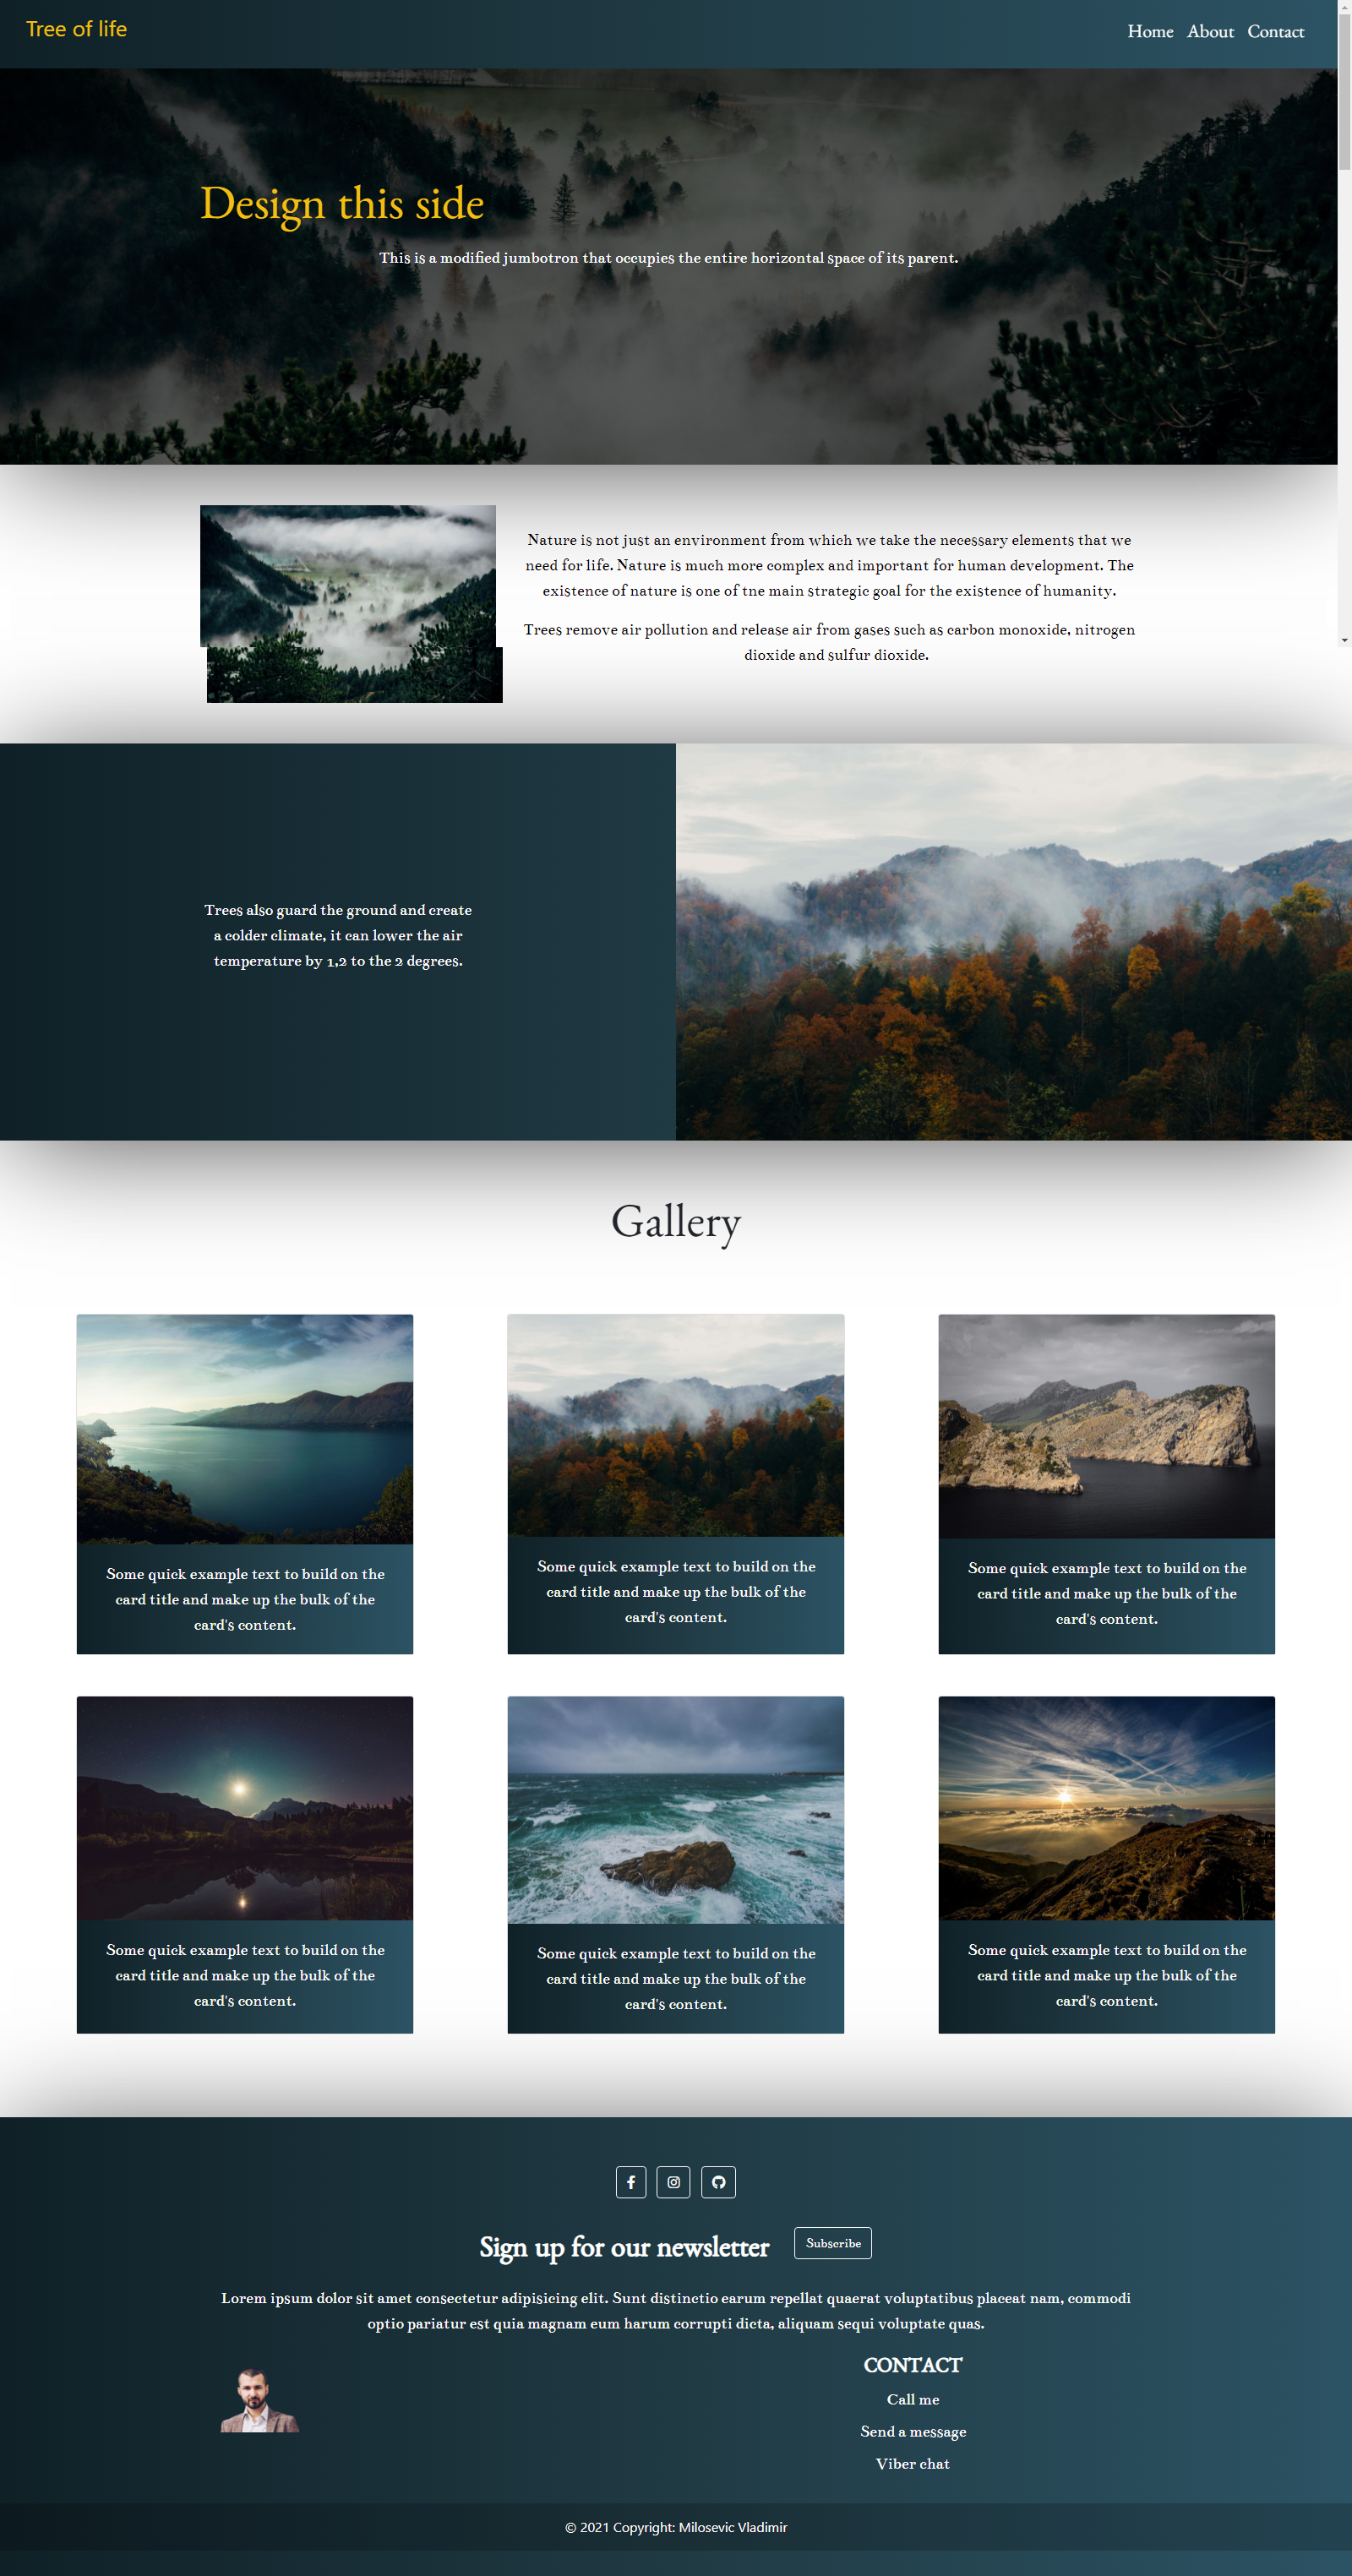 Tree of life
Home About Contact
Design this side
This is a modified jumbotron that occupies the entire horizontal space of its parent.
Nature is not just an environment from which we take the necessary elements that we
need for life. Nature is much more complex and important for human development. The
existence of nature is one of tne main strategic goal for the existence of humanity.
Trees remove air pollution and release air from gases such as carbon monoxide, nitrogen
dioxide and sulfur dioxide.
Trees also guard the ground and create
a colder climate, it can lower the air
temperature by 1,2 to the 2 degrees.
Gallery
Some quick example text to build on the
card title and make up the bulk of the
card's content.
Some quick example text to build on the
card title and make up the bulk of the
card's content.
Some quick example text to build on the
card title and make up the bulk of the
card's content.
Some quick example text to build on the
card title and make up the bulk of the
card's content.
Some quick example text to build on the
card title and make up the bulk of the
card's content.
Some quick example text to build on the
card title and make up the bulk of the
card's content.
Sign up for our newsletter Subscribe
Lorem ipsum dolor sit amet consectetur adipisicing elit. Sunt distinctio earum repellat quaerat voluptatibus placeat nam, commodi
optio pariatur est quia magnam eum harum corrupti dicta, aliquam sequi voluptate quas.
CONTACT
Call me
Send a message
Viber chat
© 2021 Copyright: Milosevic Vladimir